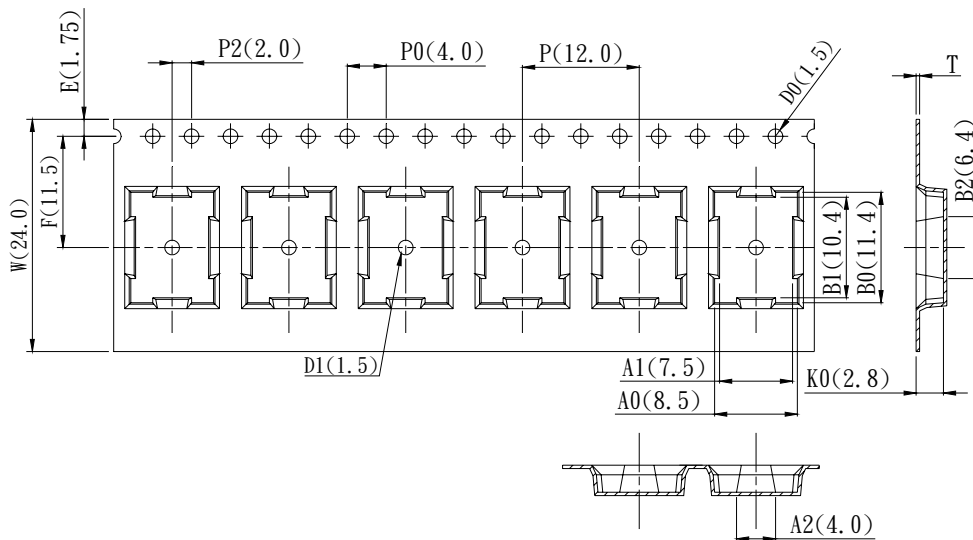 E(1.75)
P2(2.0)
P0(4.0)
P(12.0)
D0(1.5)
T
W(24.0)
F(11.5)
B1(10.4)
B0(11.4)
B2(6.4)
D1(1.5)
A1(7.5)
A0(8.5)
K0(2.8)
A2(4.0)